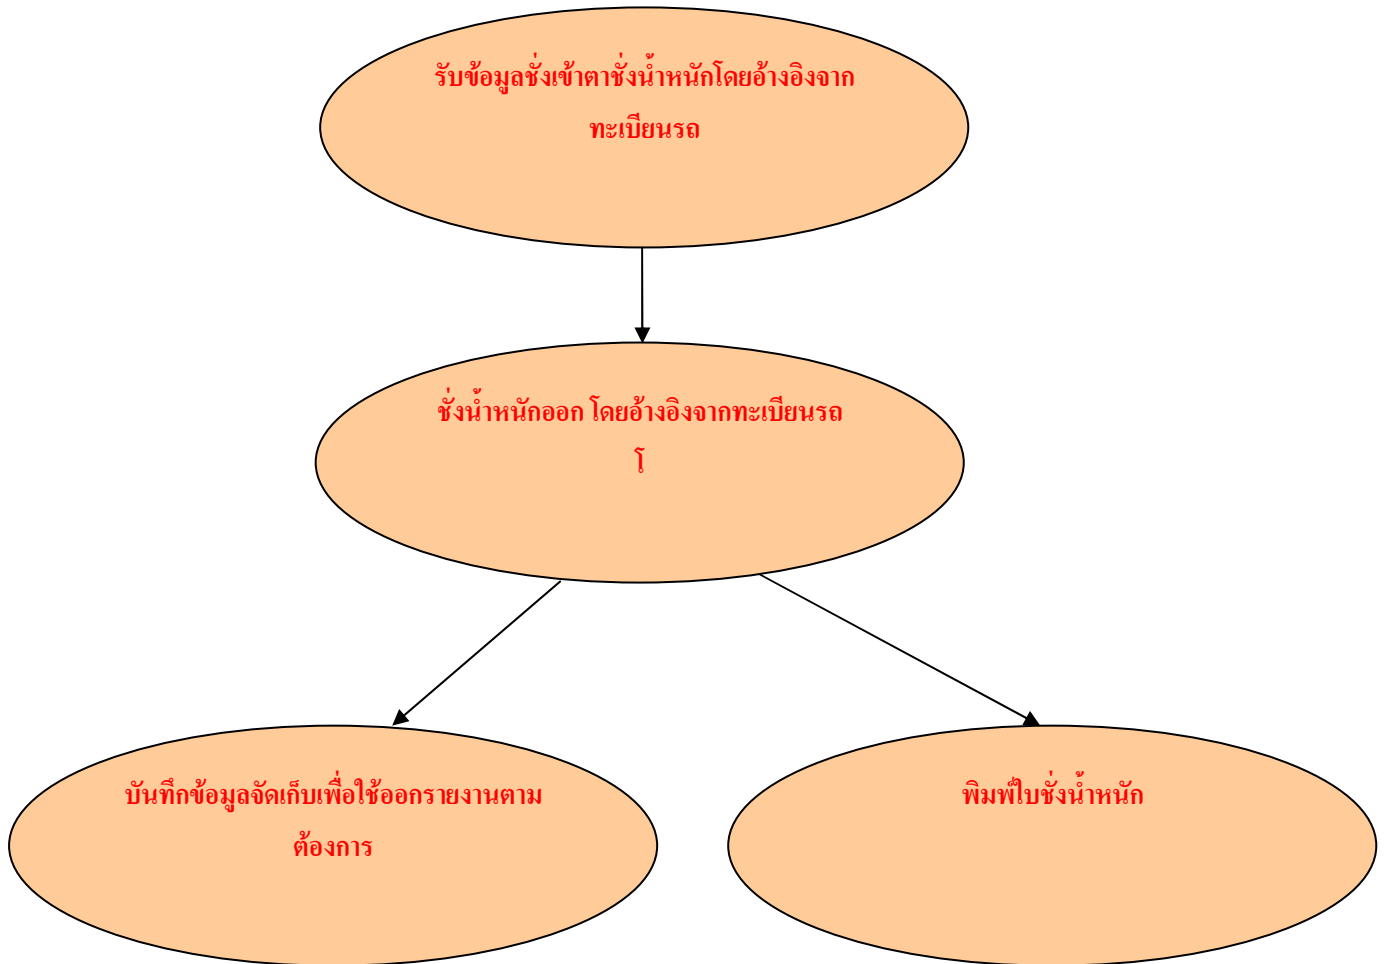 รับข้อมูลชั่งเข้าตาชั่งน้ำหนักโดยอ้างอิงจาก
ทะเบียนรถ
ชั่งน้ำหนักออก โดยอ้างอิงจากทะเบียนรถ
โุ
บันทึกข้อมูลจัดเก็บเพื่อใช้ออกรายงานตาม
ต้องการ
พิมพ์ใบชั่งน้ำหนัก